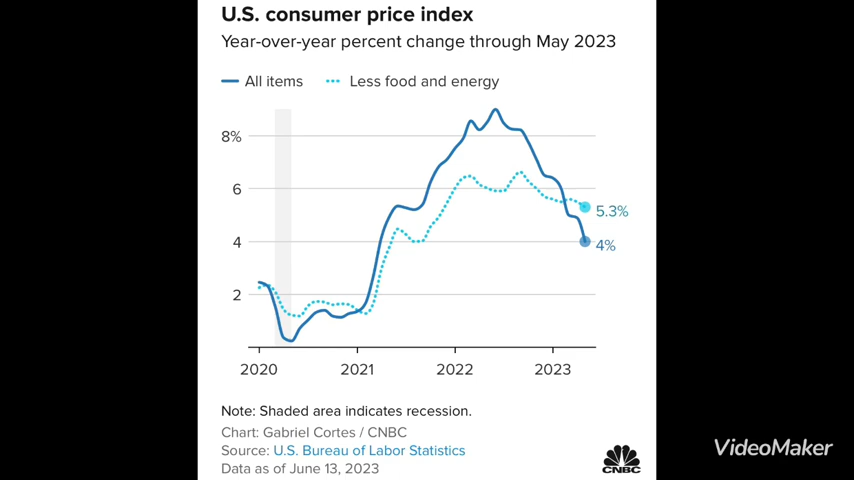 U.S. consumer price index
Year-over-year percent change through May 2023
All items Less food and energy
8%
6
5.3%
4
4%
2
2020 2021 2022 2023
Note: Shaded area indicates recession.
Chart: Gabriel Cortes / CNBC
Source: U.S. Bureau of Labor Statistics
Data as of June 13, 2023
CNBC
VideoMaker